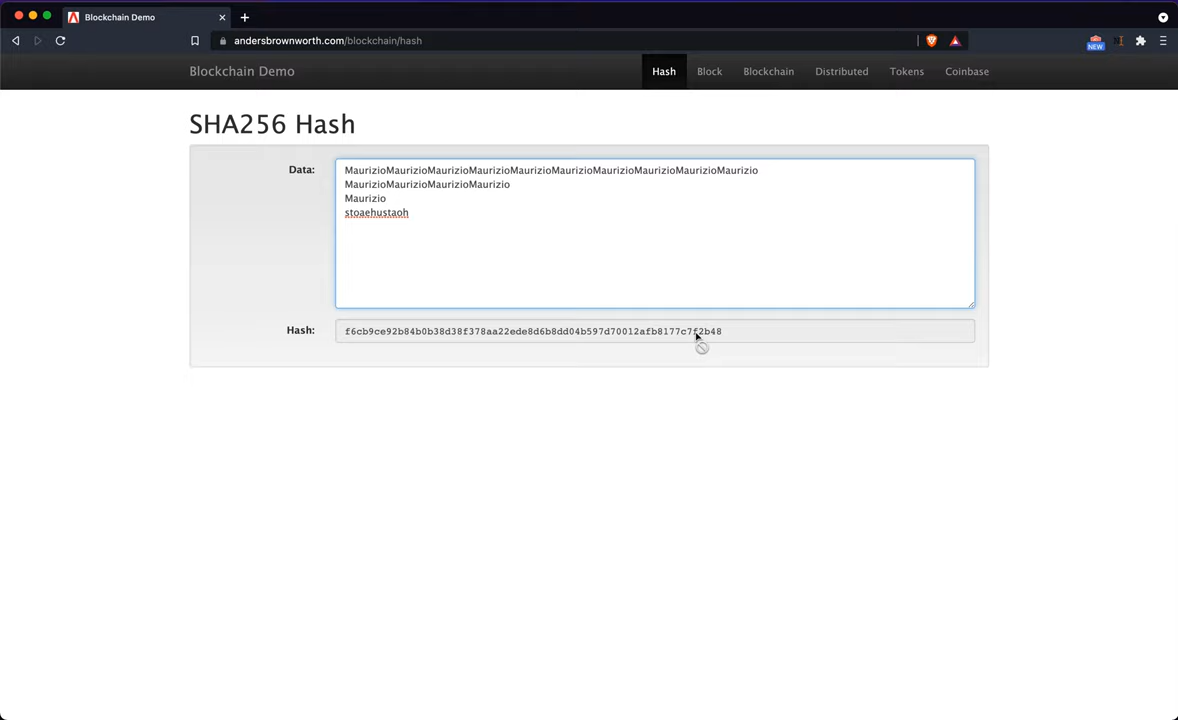 Blockchain Demo
andersbrownworth.com/blockchain/hash
NEW
Blockchain Demo
Hash
Block
Blockchain
Distributed
Tokens
Coinbase
SHA256 Hash
Data:
MaurizioMaurizioMaurizioMaurizioMaurizioMaurizioMaurizioMaurizioMaurizioMaurizio
MaurizioMaurizioMaurizioMaurizio
Maurizio
stoaehustaoh
Hash:
f6cb9ce92b84b0b38d38f378aa22ede8d6b8dd04b597d70012afb8177c7f2b48